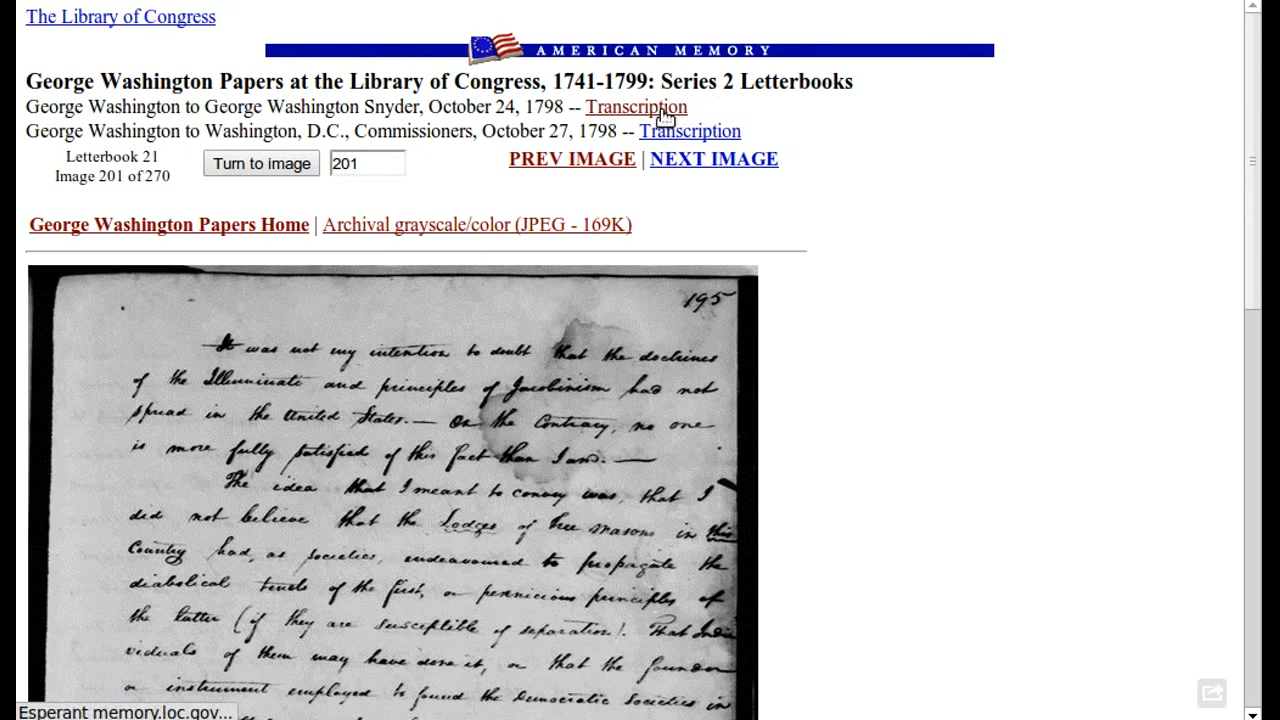 The Library of Congress
AMERICAN MEMORY
George Washington Papers at the Library of Congress, 1741-1799: Series 2 Letterbooks
George Washington to George Washington Snyder, October 24, 1798 -- Transcription
George Washington to Washington, D.C., Commissioners, October 27, 1798 -- Transcription
Letterbook 21
Image 201 of 270
Turn to image
201
PREV IMAGE | NEXT IMAGE
George Washington Papers Home | Archival grayscale/color (JPEG - 169K)
195
It was not my intention to doubt that the doctrines
of the Illuminati and principles of Jacobinism had not
spread in the United States. — On the Contrary, no one
is more fully satisfied of this fact than I am. —
The idea that I meant to convey was, that I
did not believe that the Lodges of free masons in this
Country had, as societies, endeavoured to propagate the
diabolical tenets of the first, or pernicious principles of
the latter (if they are susceptible of separation). That Indi
viduals of them may have done it, or that the founder
or instrument employed to found the Democratic Societies in
Esperant memory.loc.gov...